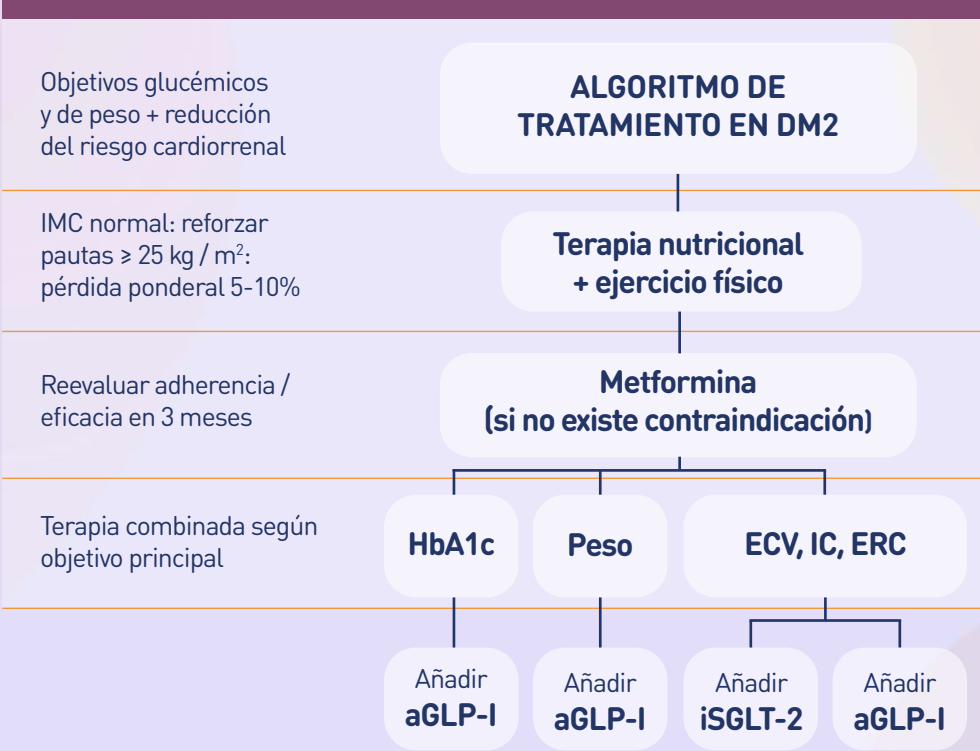 Objetivos glucémicos
y de peso + reducción
del riesgo cardiorrenal
ALGORITMO DE
TRATAMIENTO EN DM2
IMC normal: reforzar
pautas ≥ 25 kg / m²:
pérdida ponderal 5-10%
Terapia nutricional
+ ejercicio físico
Reevaluar adherencia /
eficacia en 3 meses
Metformina
(si no existe contraindicación)
Terapia combinada según
objetivo principal
HbA1c
Peso
ECV, IC, ERC
Añadir
aGLP-I
Añadir
aGLP-I
Añadir
iSGLT-2
Añadir
aGLP-I